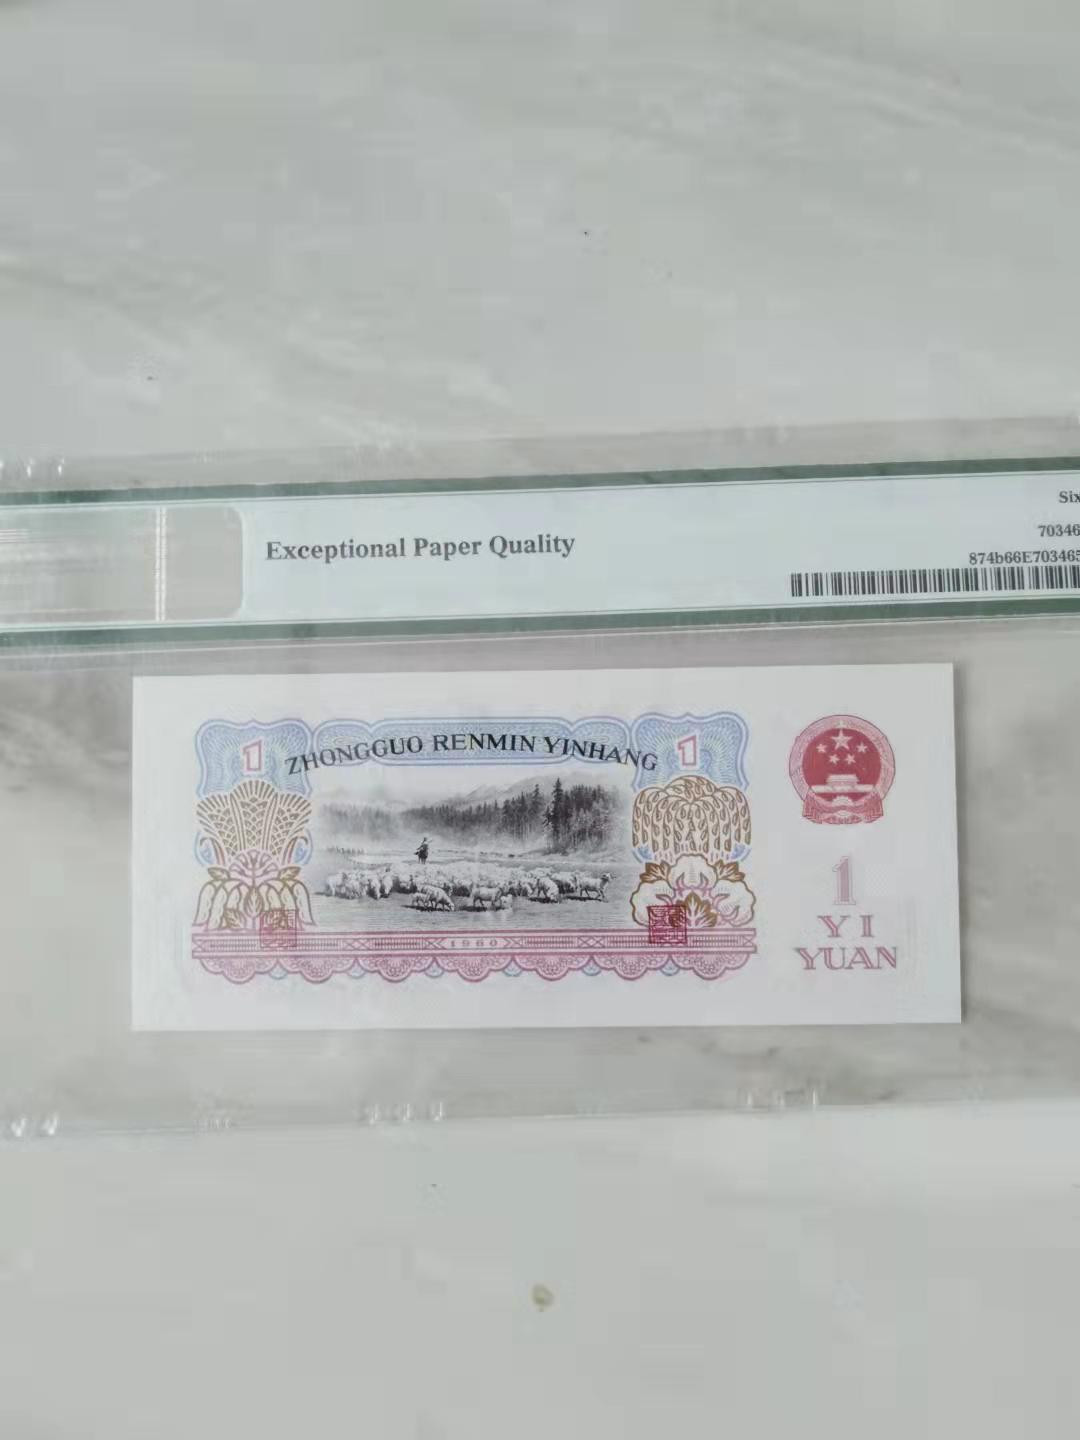 Exceptional Paper Quality
Six
70346
874b66E703465
1 ZHONGGUO RENMIN YINHANG 1
1960
1
YI
YUAN